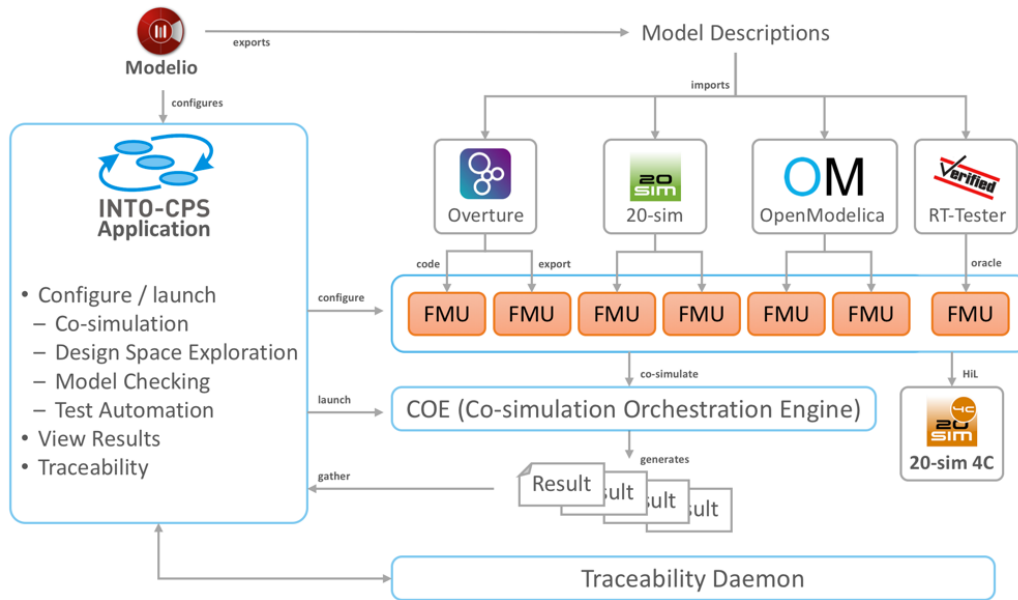 exports
Model Descriptions
Modelio
configures
imports
INTO-CPS
Application
• Configure / launch
– Co-simulation
– Design Space Exploration
– Model Checking
– Test Automation
• View Results
• Traceability
Overture
20
SIM
20-sim
OM
OpenModelica
Verified
RT-Tester
code
export
oracle
configure
FMU
FMU
FMU
FMU
FMU
FMU
FMU
co-simulate
HiL
launch
COE (Co-simulation Orchestration Engine)
4C
20
SIM
20-sim 4C
generates
gather
Result
sult
sult
Traceability Daemon